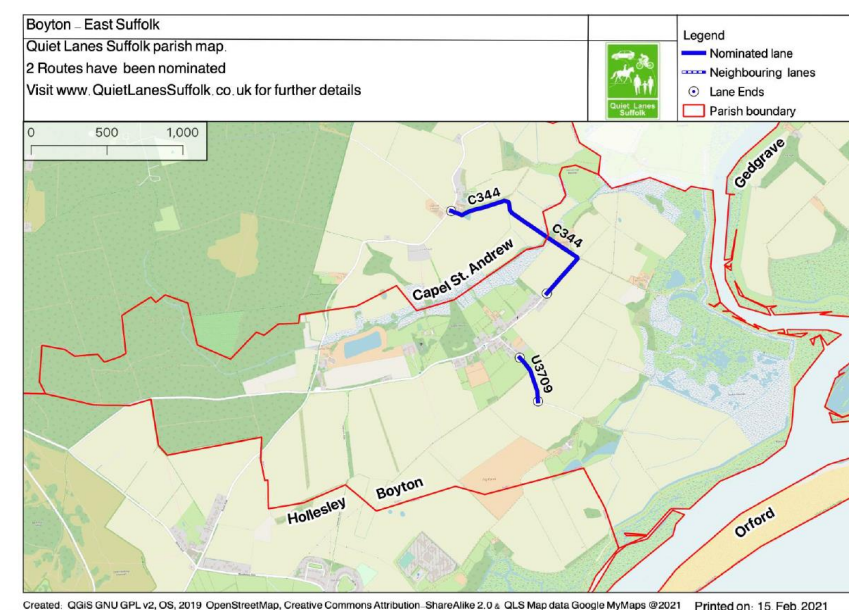 Boyton – East Suffolk
Quiet Lanes Suffolk parish map.
2 Routes have been nominated
Visit www.QuietLanesSuffolk.co.uk for further details
Quiet Lanes
Suffolk
Legend
Nominated lane
Neighbouring lanes
Lane Ends
Parish boundary
0 500 1,000
Gedgrave
C344
C344
Capel St. Andrew
U3709
Boyton
Hollesley
Orford
Created: QGiS GNU GPL v2, OS, 2019 OpenStreetMap, Creative Commons Attribution-ShareAlike 2.0 & QLS Map data Google MyMaps @2021 Printed on: 15, Feb, 2021